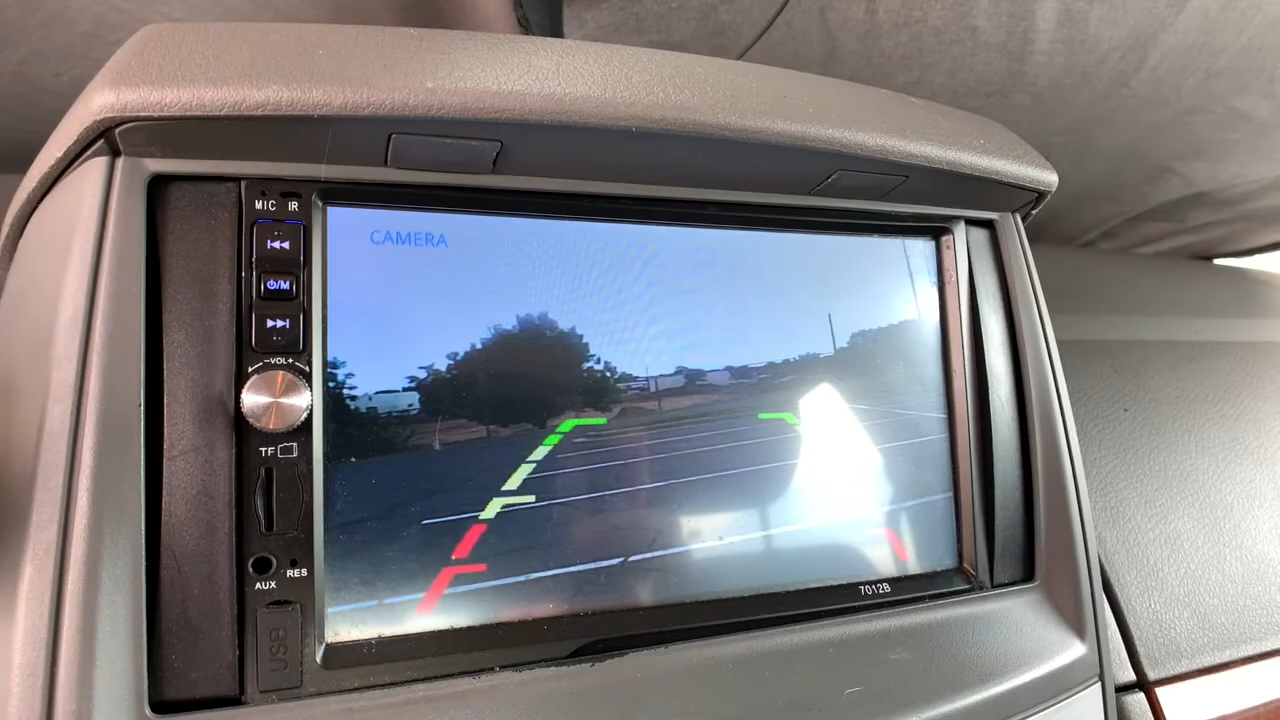 MIC IR
CAMERA
⏻/M
-VOL+
TF
AUX
RES
USB
7012B